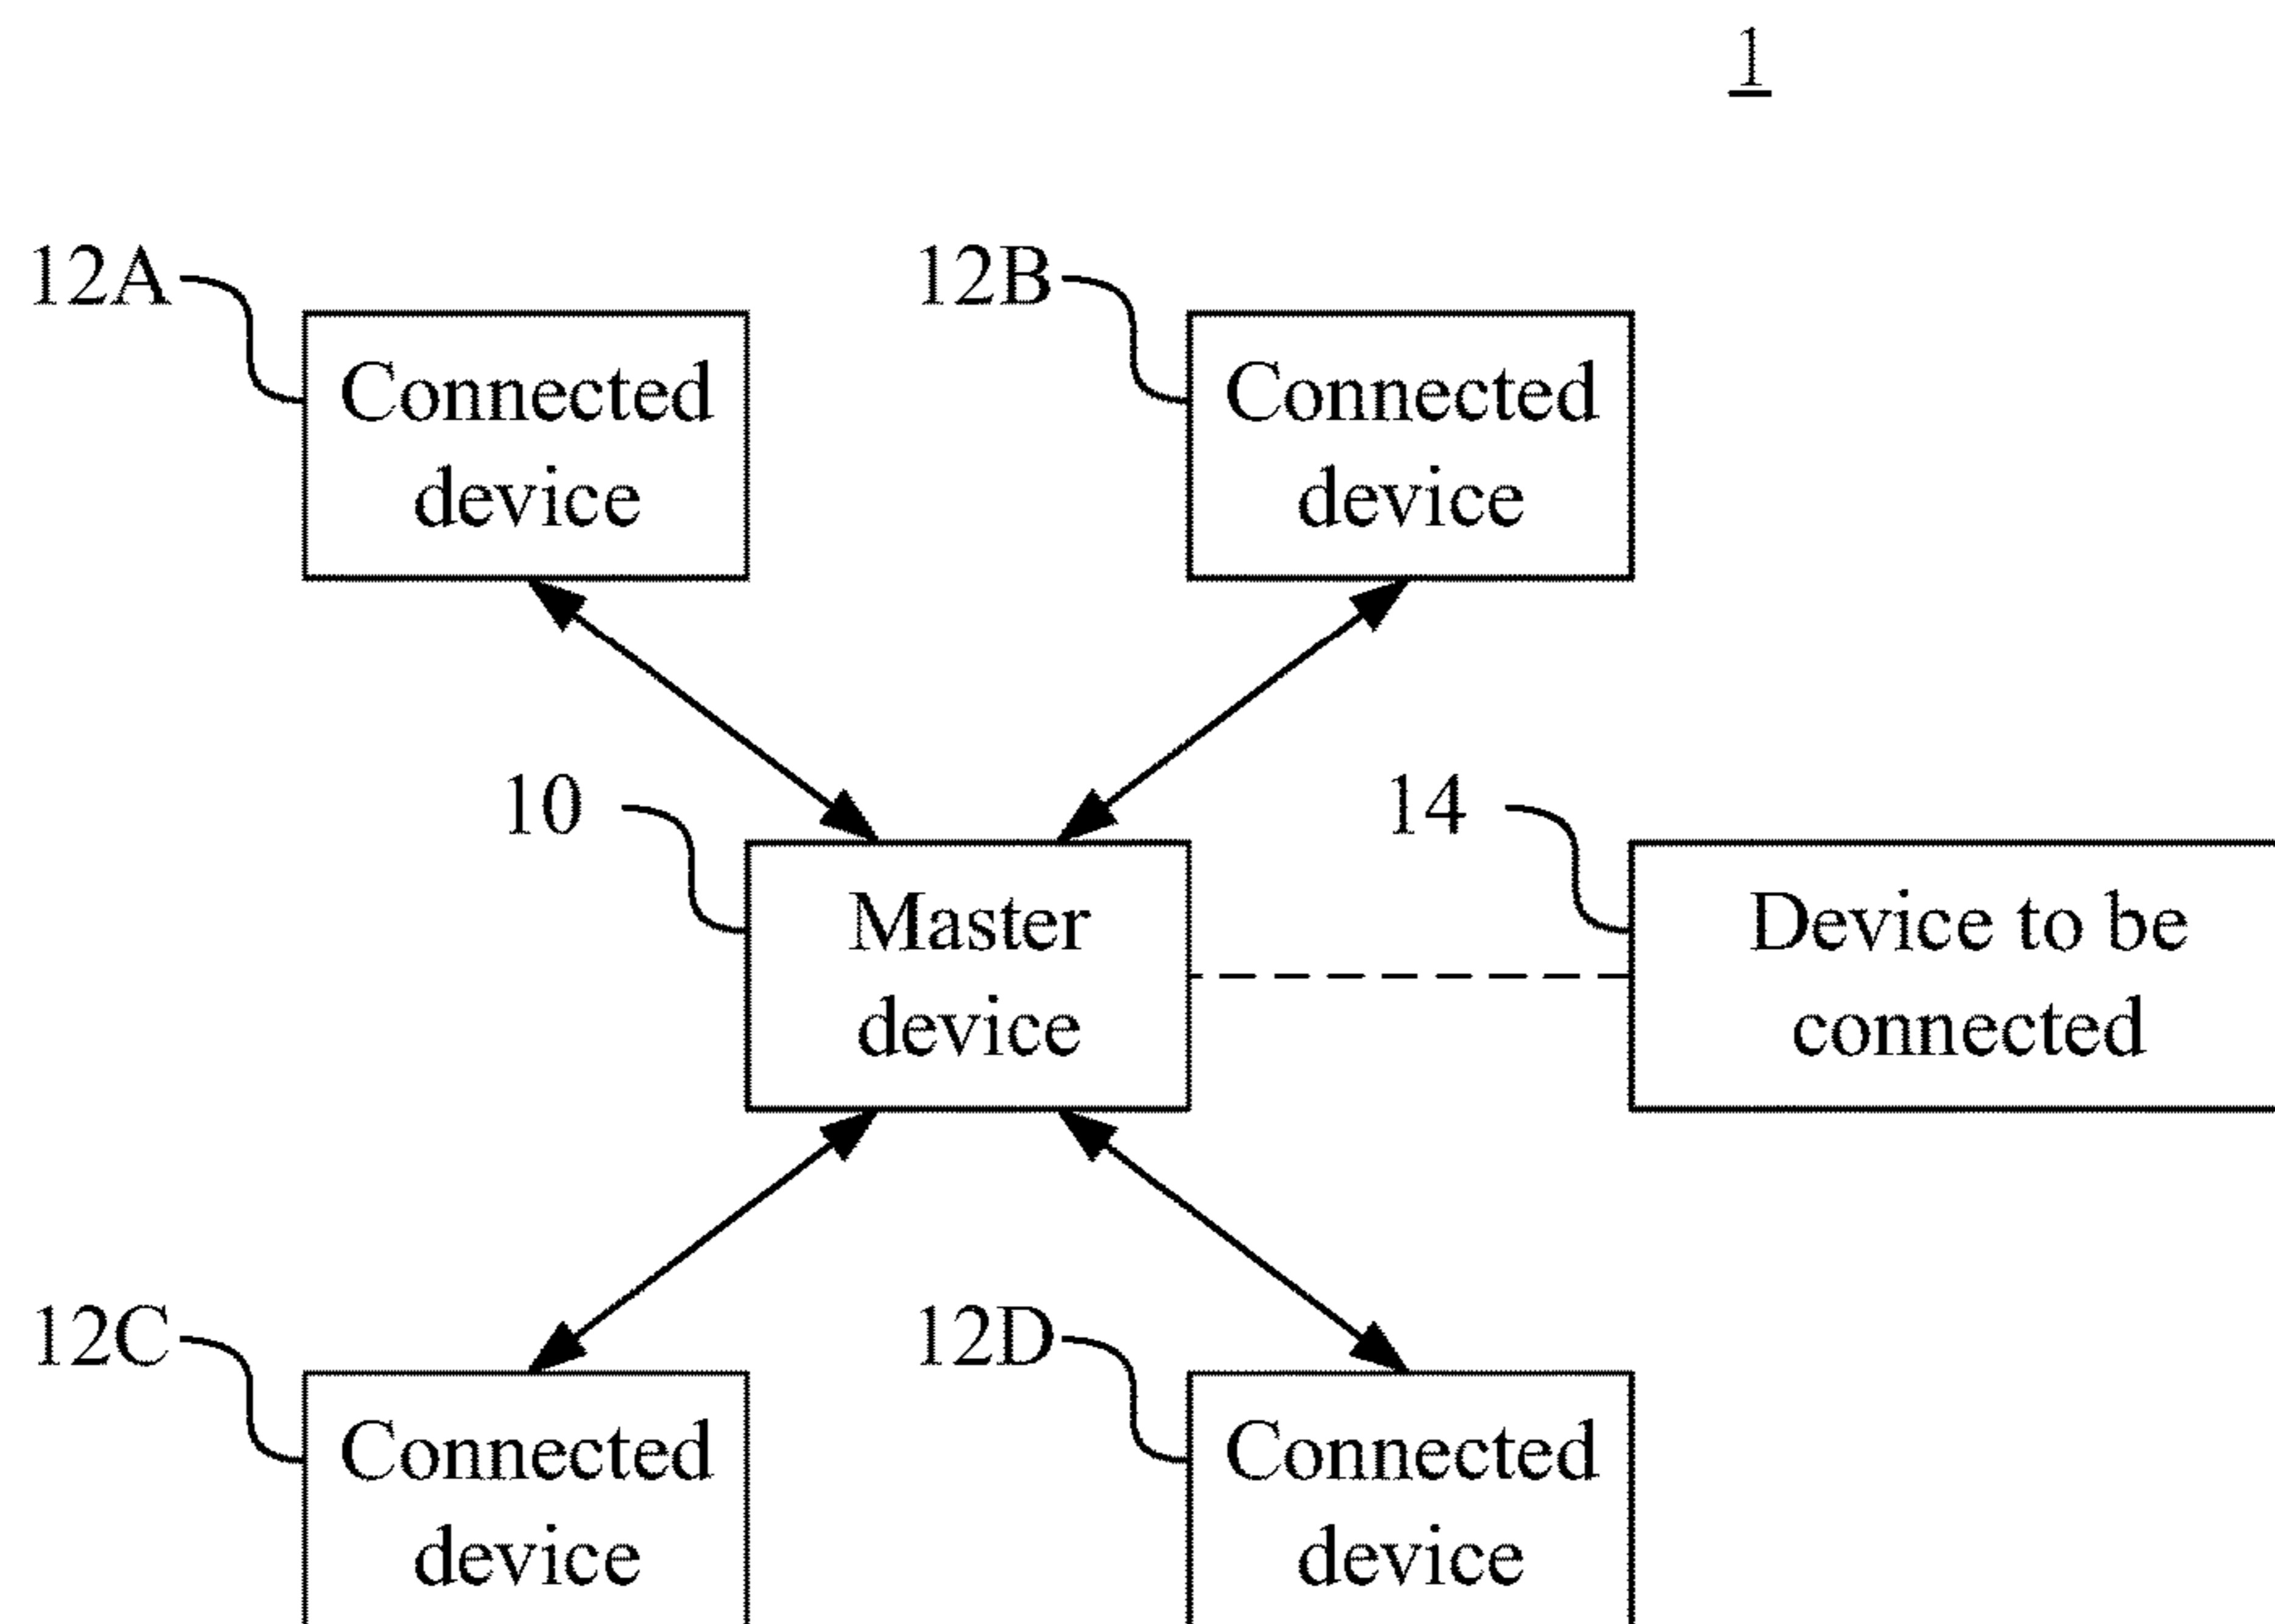 1
12A
12B
Connected
device
Connected
device
10
14
Master
device
Device to be
connected
12C
12D
Connected
device
Connected
device